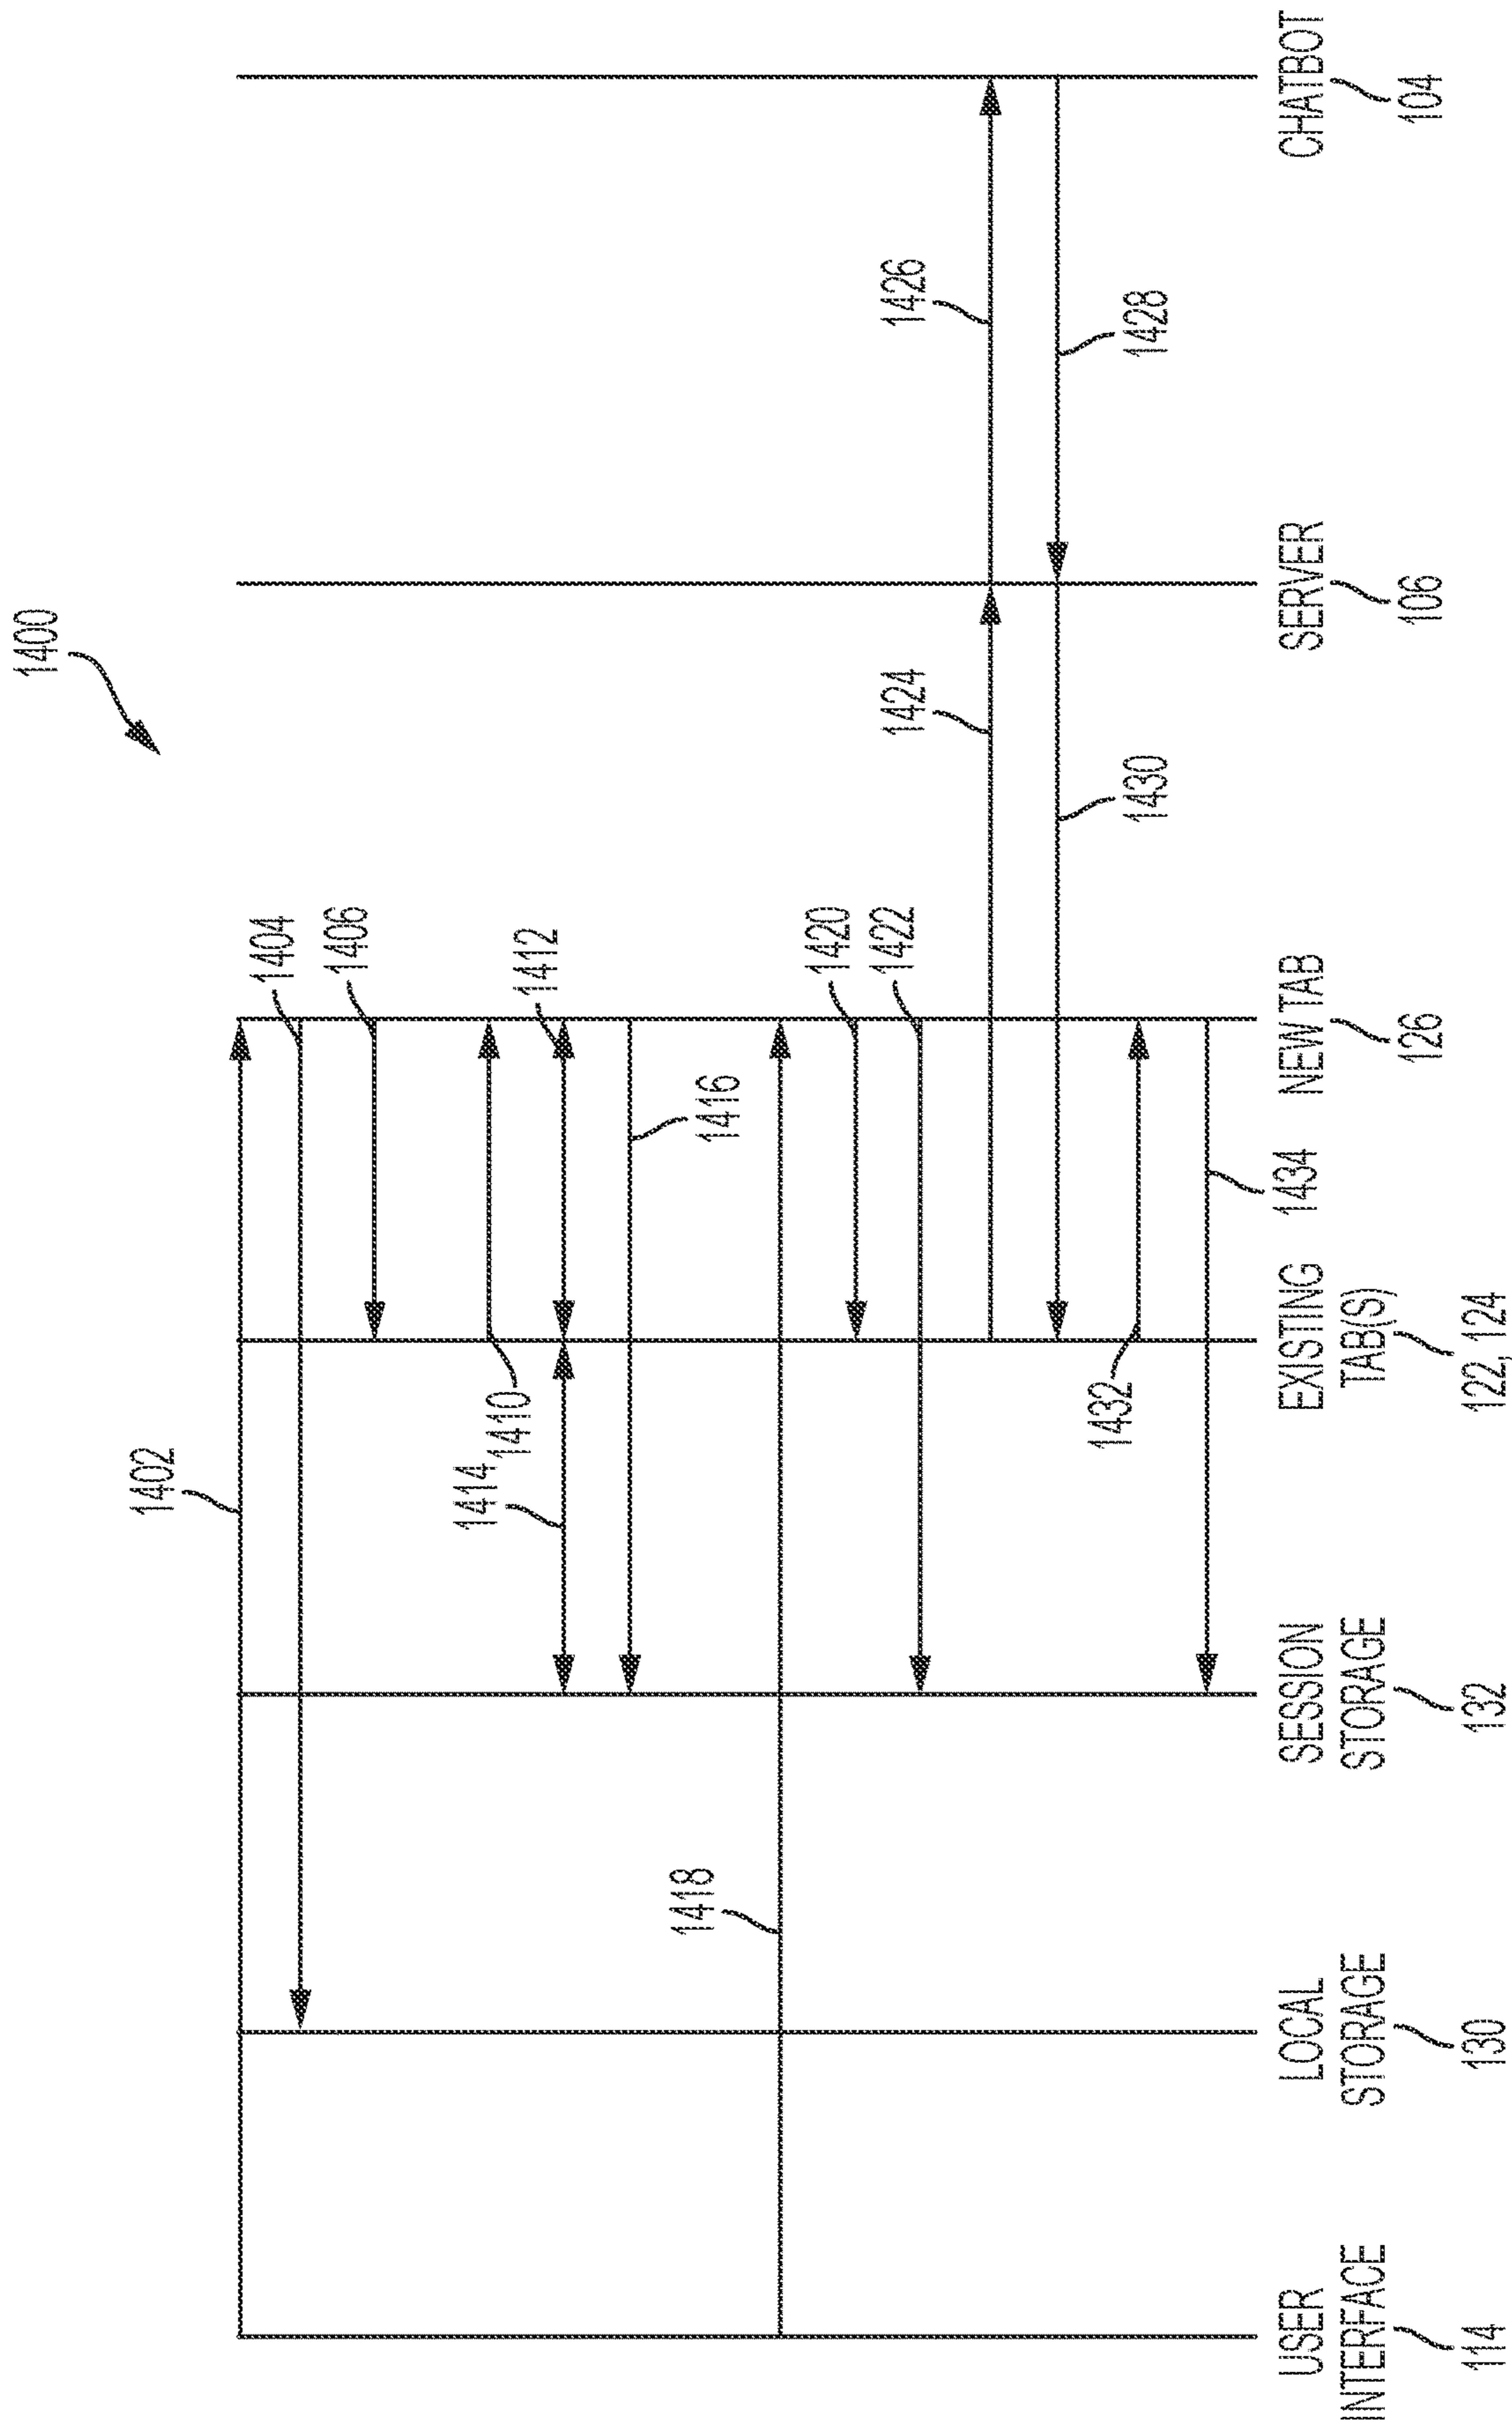 1400
1402
1404
1406
1410
1412
1414
1416
1418
1420
1422
1424
1426
1428
1430
1432
1434
USER
INTERFACE
114
LOCAL
STORAGE
130
SESSION
STORAGE
132
EXISTING
TAB(S)
122, 124
NEW TAB
126
SERVER
106
CHATBOT
104